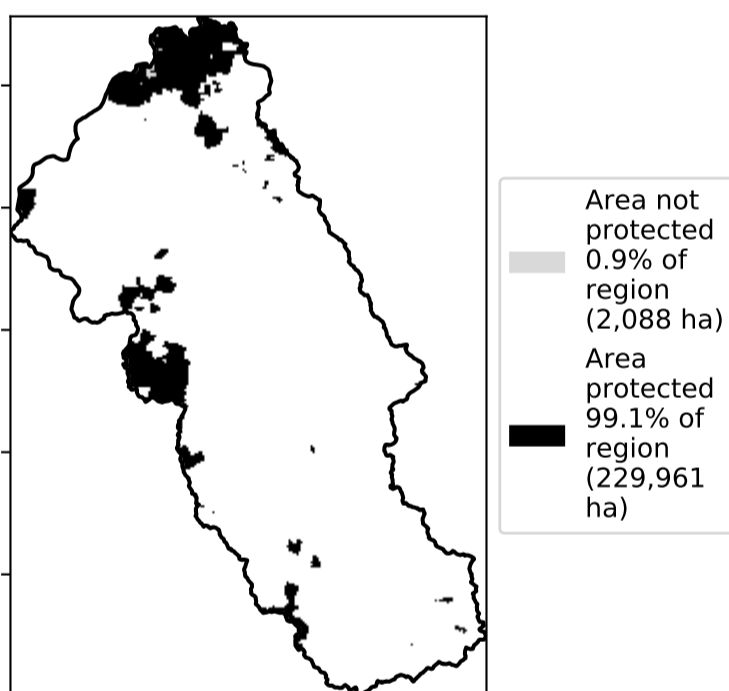 Area not
protected
0.9% of
region
(2,088 ha)
Area
protected
99.1% of
region
(229,961
ha)